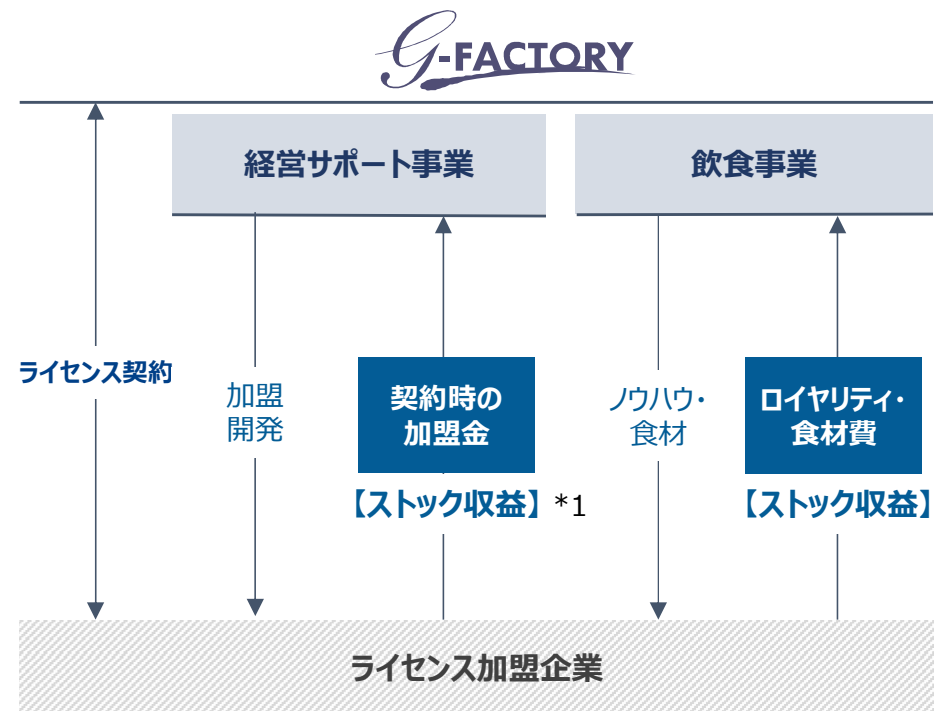 G-FACTORY
経営サポート事業
飲食事業
ライセンス契約
加盟
開発
契約時の
加盟金
【ストック収益】 *1
ノウハウ・
食材
ロイヤリティ・
食材費
【ストック収益】
ライセンス加盟企業